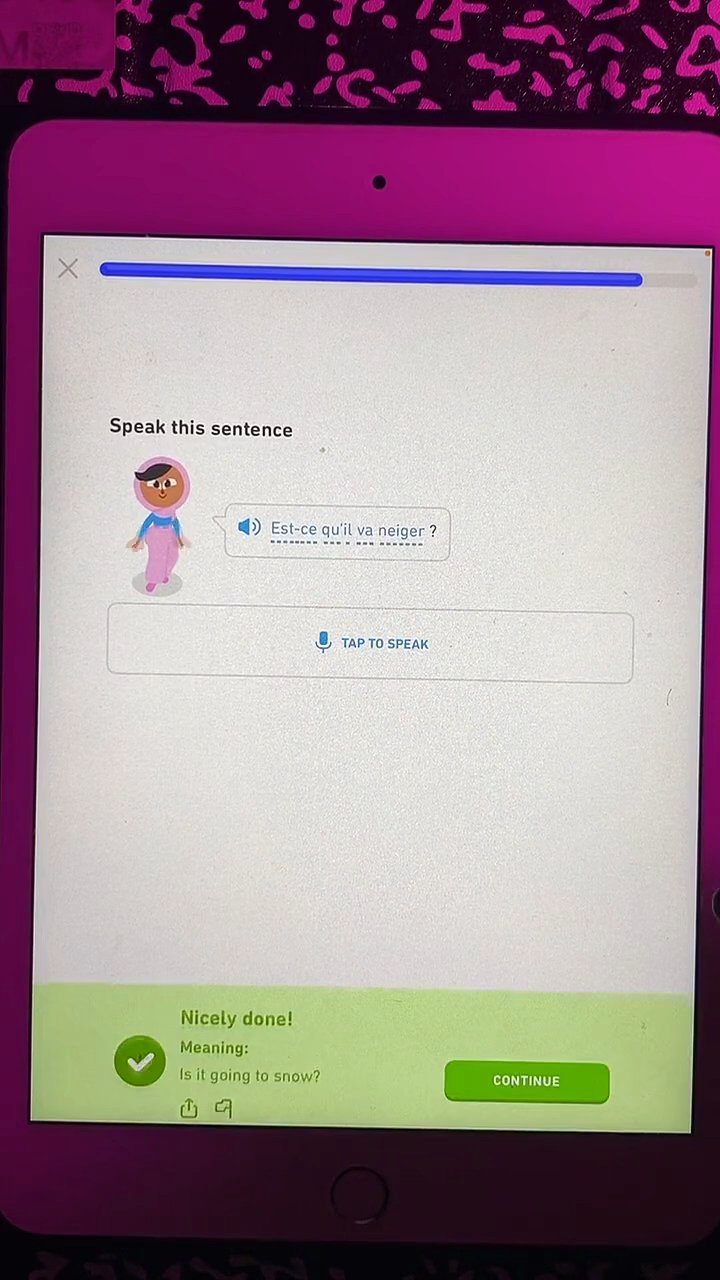 Speak this sentence
Est-ce qu'il va neiger ?
TAP TO SPEAK
Nicely done!
Meaning:
Is it going to snow?
CONTINUE